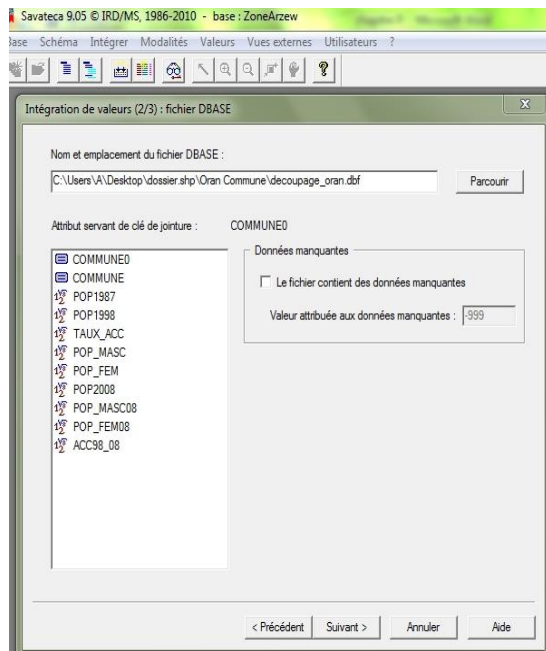 Savateca 9.05 © IRD/MS, 1986-2010 - base : ZoneArzew
Base Schéma Intégrer Modalités Valeurs Vues externes Utilisateurs ?
Intégration de valeurs (2/3) : fichier DBASE
Nom et emplacement du fichier DBASE :
C:\Users\A\Desktop\dossier.shp\Oran Commune\decoupage_oran.dbf Parcourir
Attribut servant de clé de jointure : COMMUNE0
Données manquantes
COMMUNE0
COMMUNE
POP1987
POP1998
TAUX_ACC
POP_MASC
POP_FEM
POP2008
POP_MASC08
POP_FEM08
ACC98_08
Le fichier contient des données manquantes
Valeur attribuée aux données manquantes : -999
< Précédent Suivant > Annuler Aide